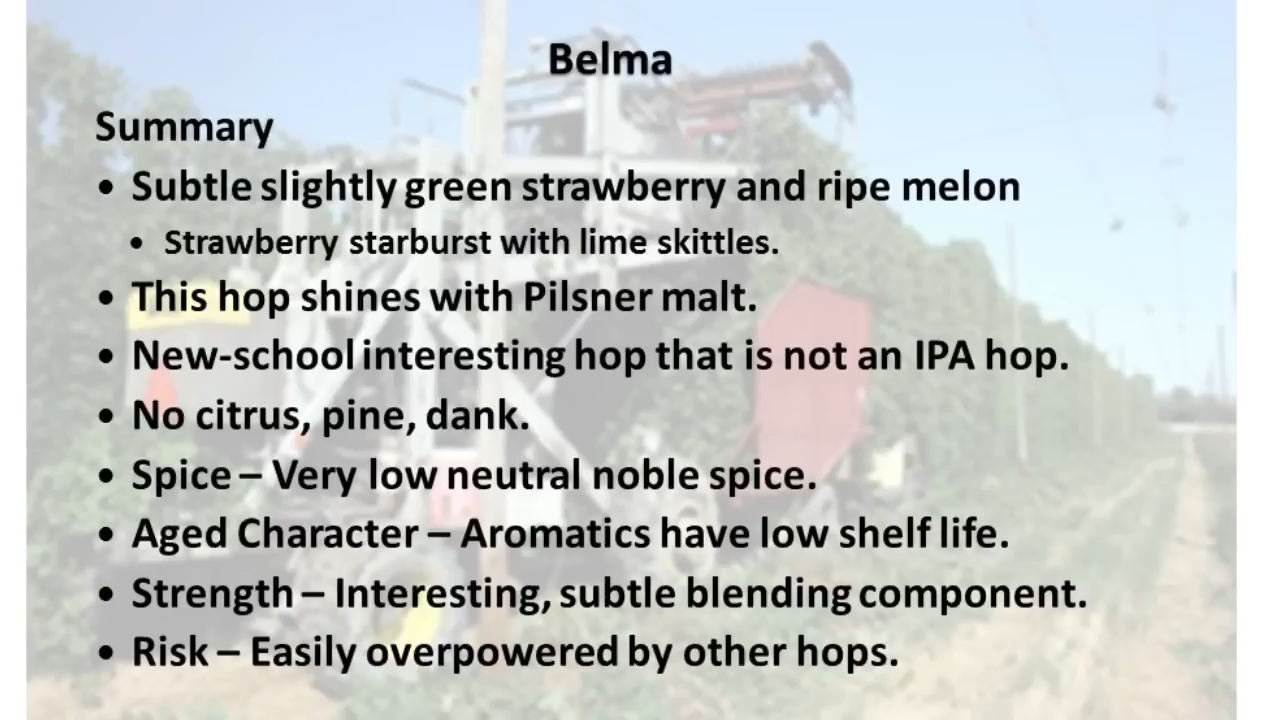 Belma
Summary
• Subtle slightly green strawberry and ripe melon
• Strawberry starburst with lime skittles.
• This hop shines with Pilsner malt.
• New-school interesting hop that is not an IPA hop.
• No citrus, pine, dank.
• Spice – Very low neutral noble spice.
• Aged Character – Aromatics have low shelf life.
• Strength – Interesting, subtle blending component.
• Risk – Easily overpowered by other hops.